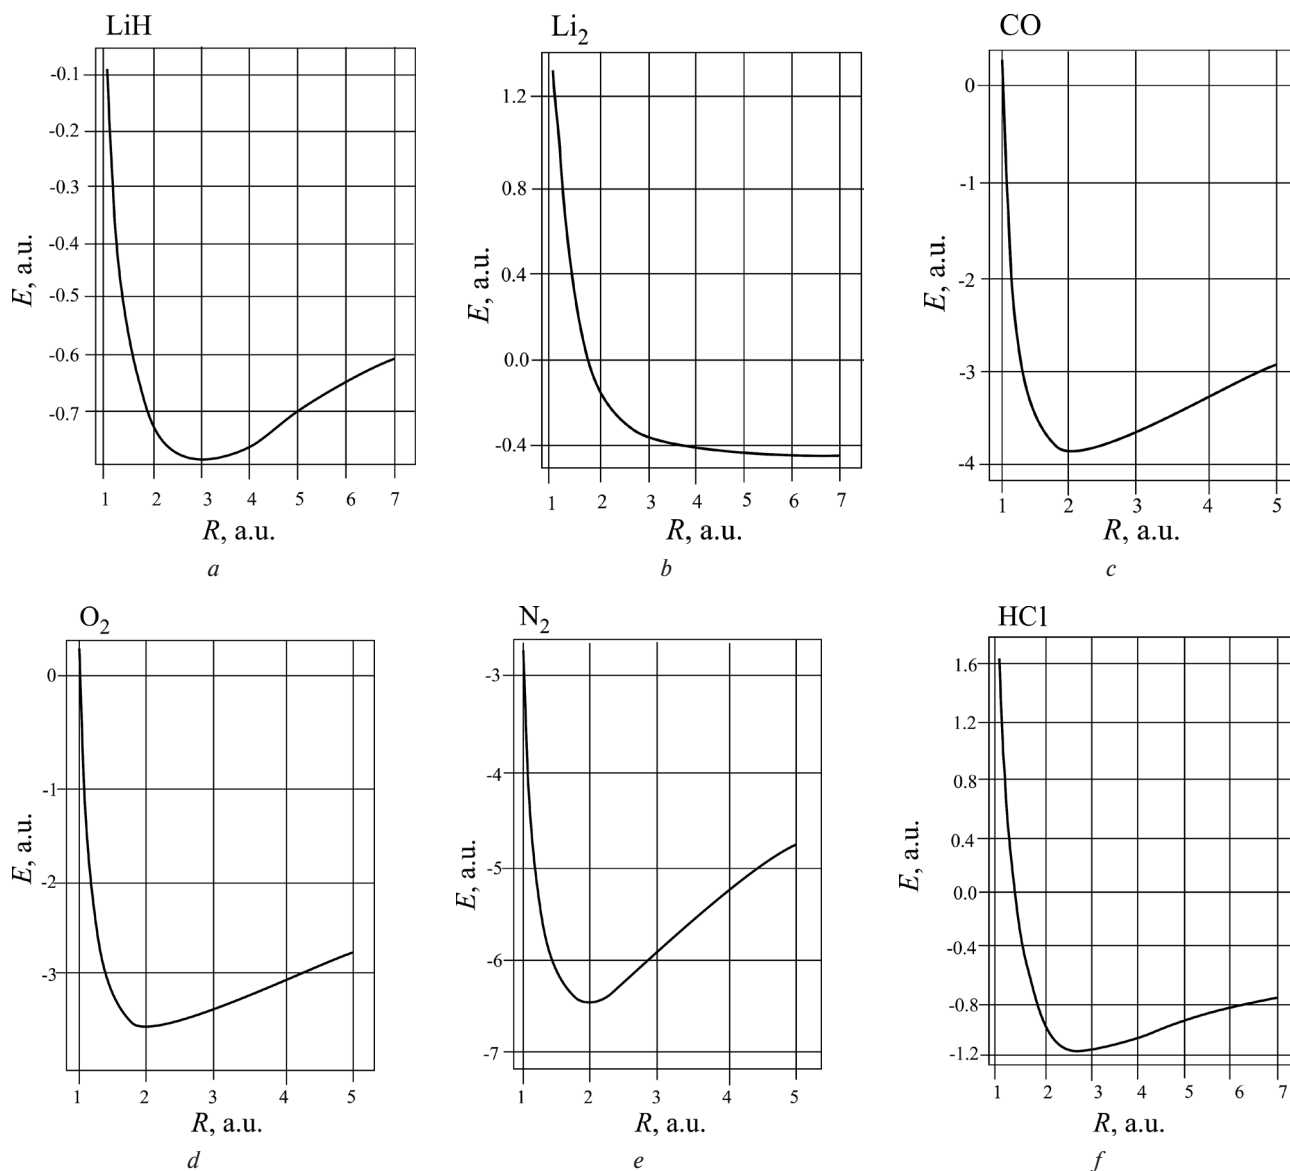 LiH
-0.1
-0.2
-0.3
-0.4
-0.5
-0.6
-0.7
E, a.u.
1 2 3 4 5 6 7
R, a.u.
a
Li2
1.2
0.8
0.4
0.0
-0.4
E, a.u.
1 2 3 4 5 6 7
R, a.u.
b
CO
0
-1
-2
-3
-4
E, a.u.
1 2 3 4 5
R, a.u.
c
O2
0
-1
-2
-3
E, a.u.
1 2 3 4 5
R, a.u.
d
N2
-3
-4
-5
-6
-7
E, a.u.
1 2 3 4 5
R, a.u.
e
HCl
1.6
1.2
0.8
0.4
0.0
-0.4
-0.8
-1.2
E, a.u.
1 2 3 4 5 6 7
R, a.u.
f